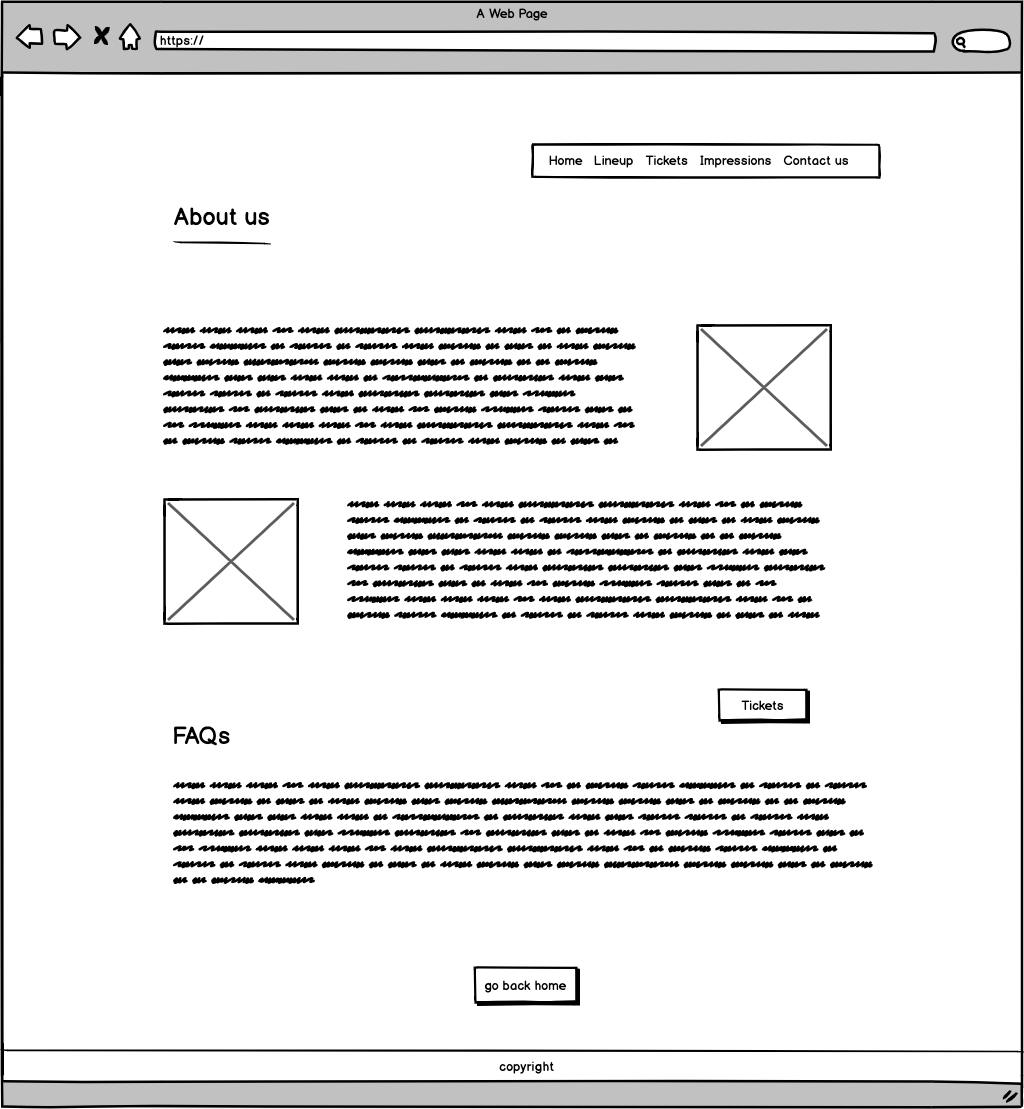 A Web Page
https://
Home Lineup Tickets Impressions Contact us
About us
Tickets
FAQs
go back home
copyright